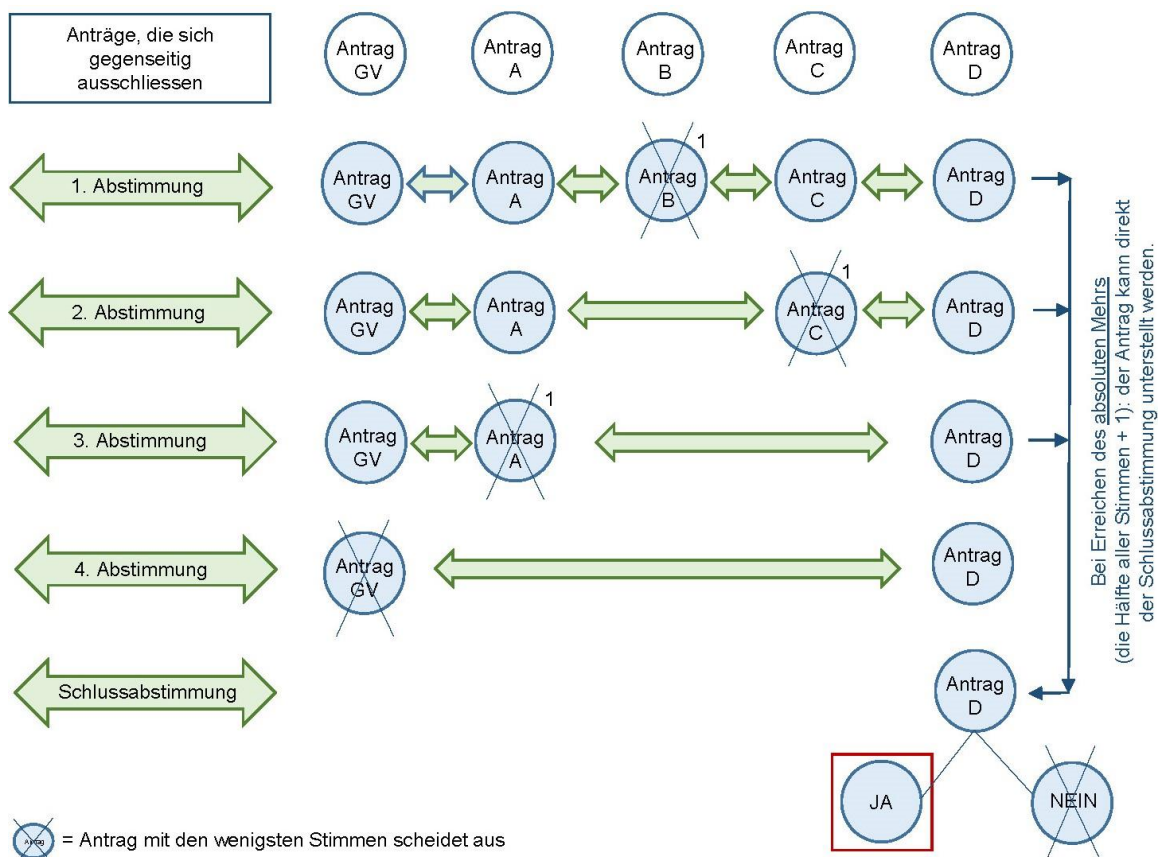 Anträge, die sich
gegenseitig
ausschliessen
Antrag
GV
Antrag
A
Antrag
B
Antrag
C
Antrag
D
1. Abstimmung
Antrag
GV
Antrag
A
Antrag
B
1
Antrag
C
Antrag
D
2. Abstimmung
Antrag
GV
Antrag
A
Antrag
C
1
Antrag
D
3. Abstimmung
Antrag
GV
Antrag
A
1
Antrag
D
4. Abstimmung
Antrag
GV
Antrag
D
Schlussabstimmung
Antrag
D
JA
NEIN
Bei Erreichen des absoluten Mehrs
(die Hälfte aller Stimmen + 1): der Antrag kann direkt
der Schlussabstimmung unterstellt werden.
Antrag
= Antrag mit den wenigsten Stimmen scheidet aus